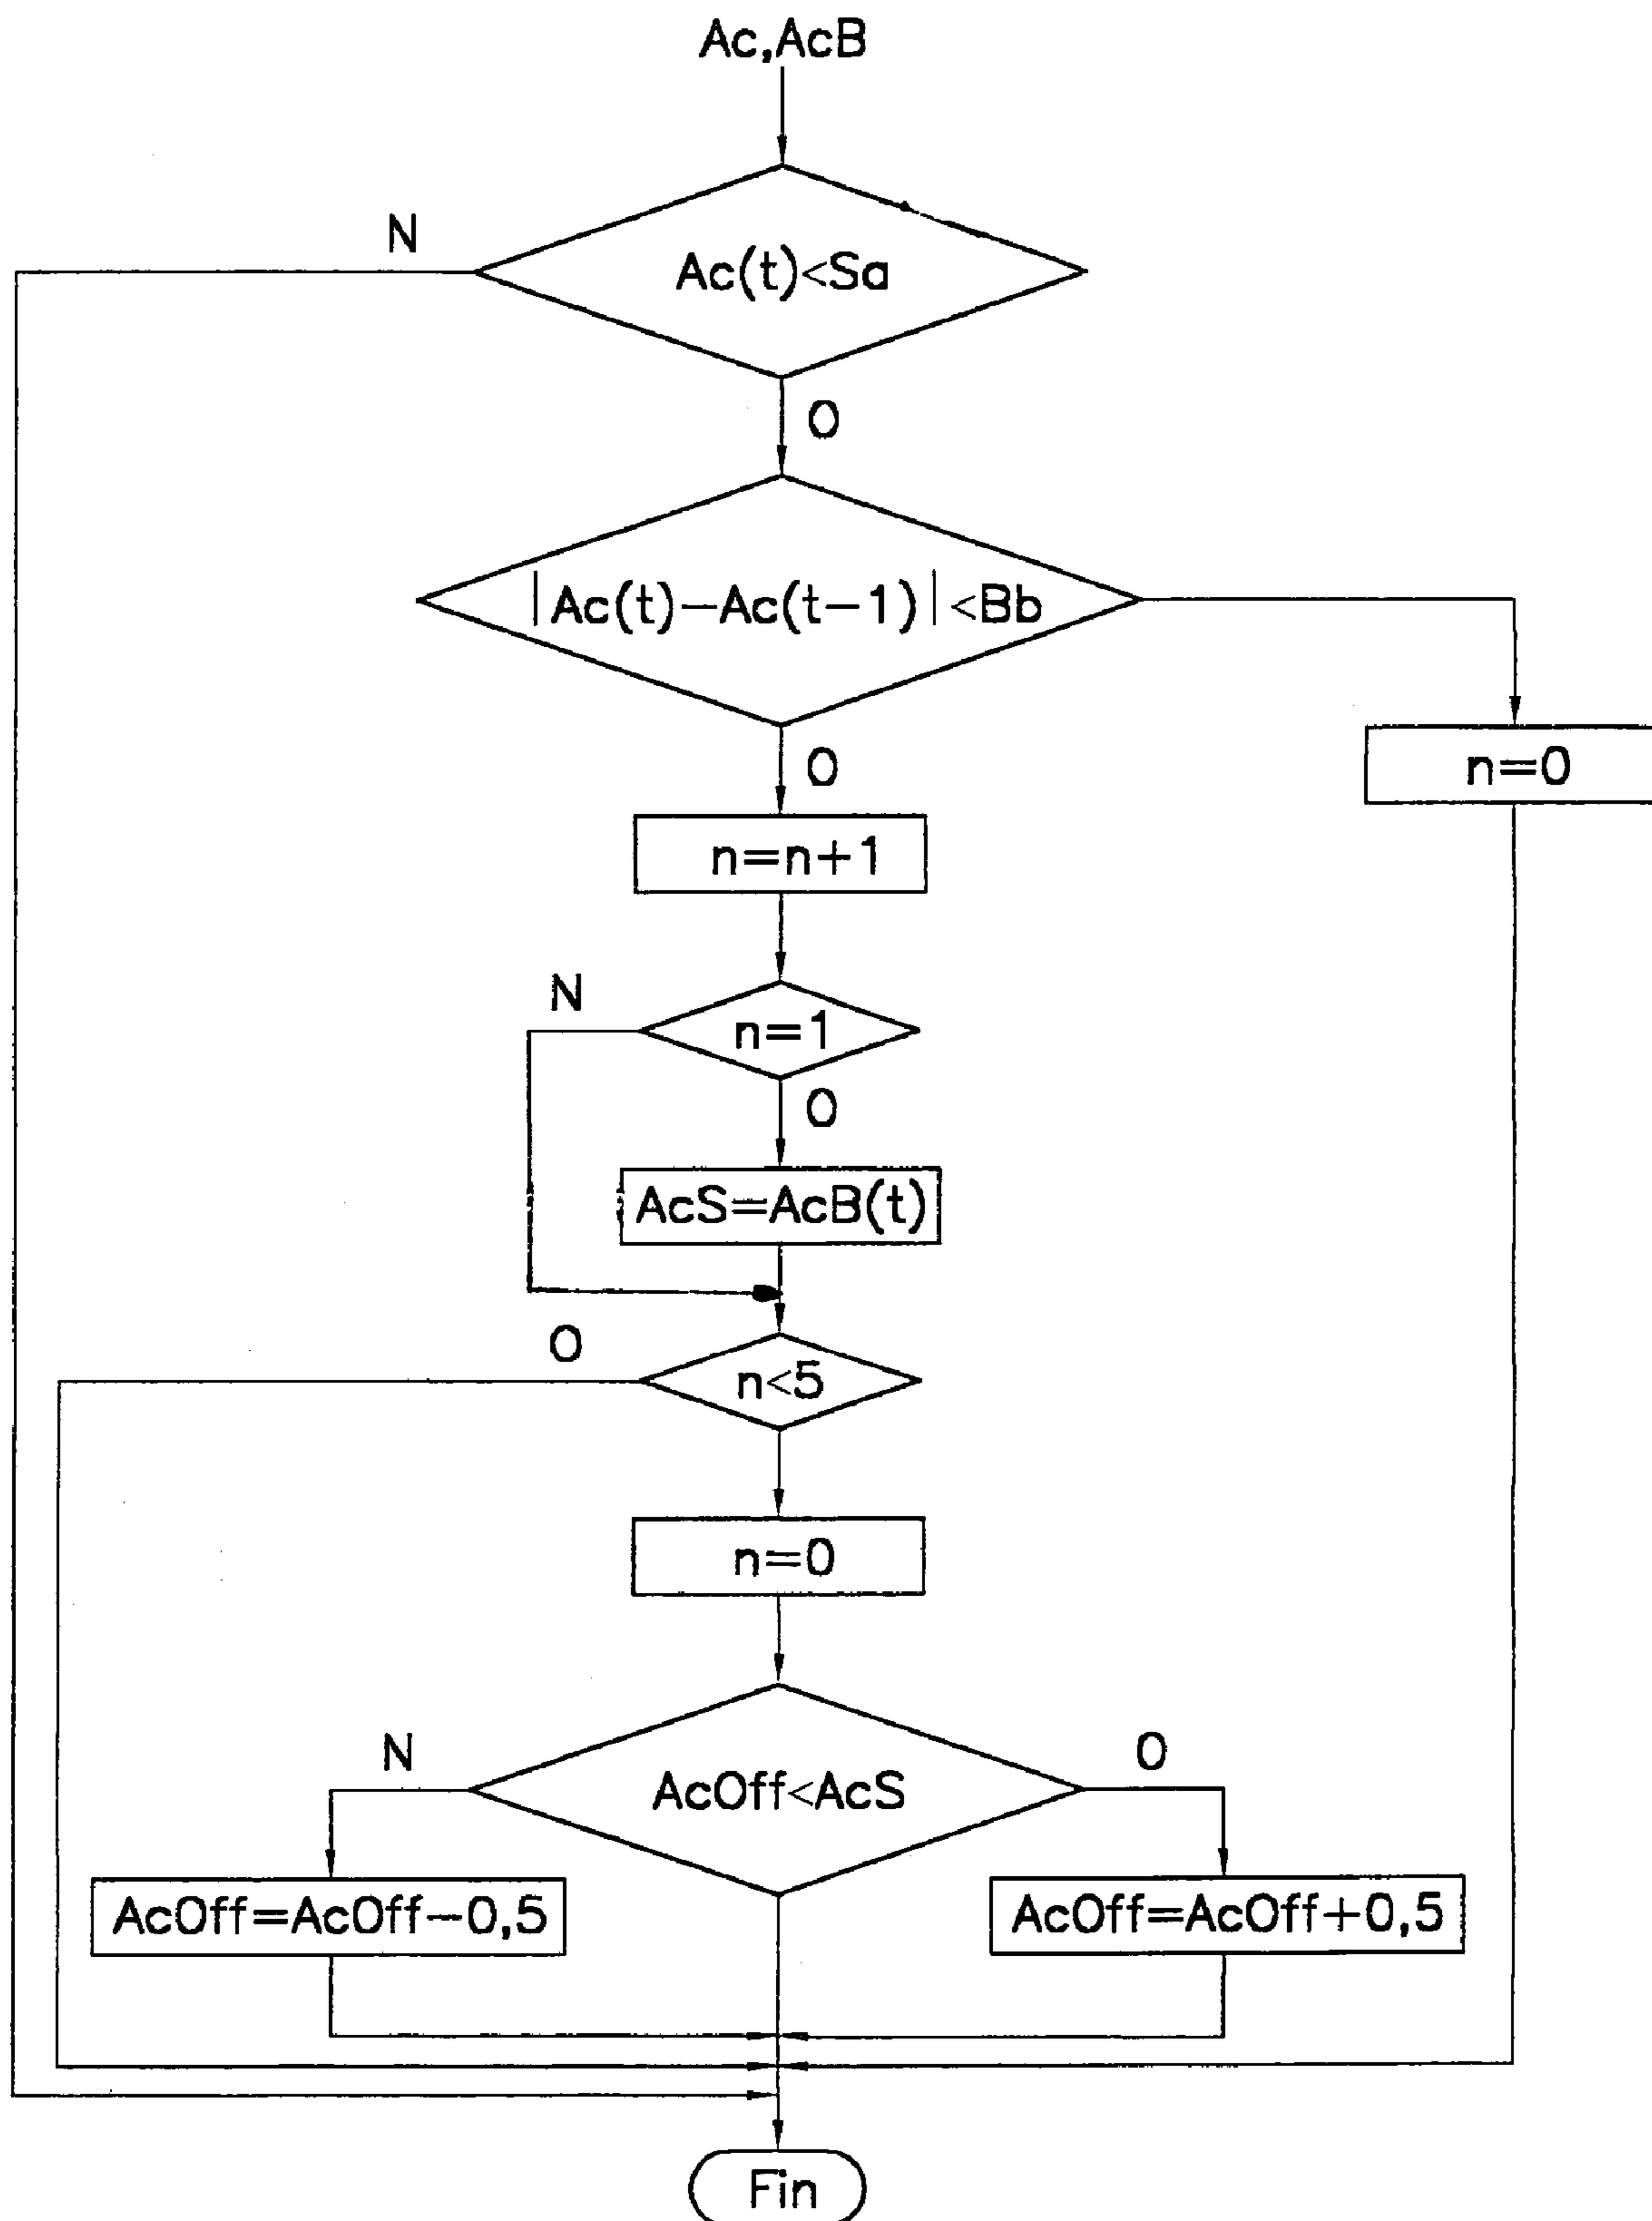 Ac,AcB
N
Ac(t)<Sa
O
|Ac(t)-Ac(t-1)|<Bb
O
n=0
n=n+1
N
n=1
O
AcS=AcB(t)
O
n<5
n=0
N
O
AcOff<AcS
AcOff=AcOff-0,5
AcOff=AcOff+0,5
Fin